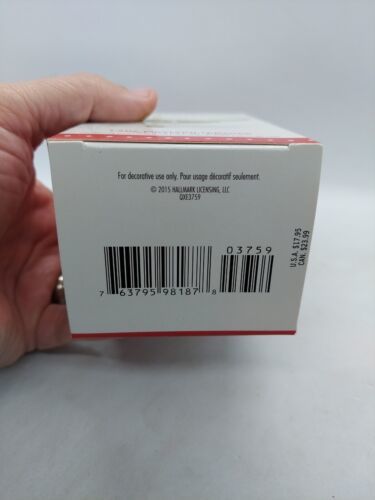 For decorative use only. Pour usage décoratif seulement.
© 2015 HALLMARK LICENSING, LLC
QXE3759
03759
7 63795 98187 8
U.S.A. $17.95
CAN. $23.99